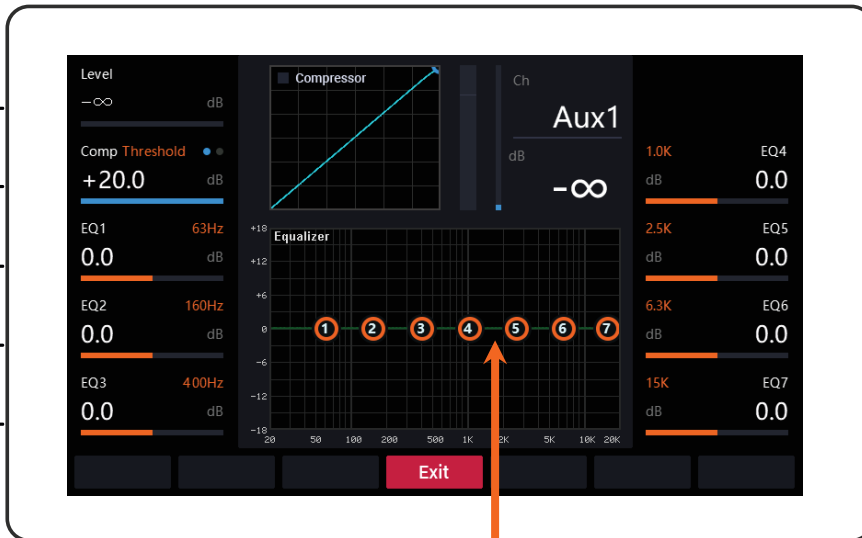 Level
−∞ dB
Comp Threshold
+20.0 dB
EQ1 63Hz
0.0 dB
EQ2 160Hz
0.0 dB
EQ3 400Hz
0.0 dB
Compressor
Ch
Aux1
dB
-∞
Equalizer
+18
+12
+6
0
−6
−12
−18
1 2 3 4 5 6 7
20 50 100 200 500 1K 2K 5K 10K 20K
1.0K EQ4
dB 0.0
2.5K EQ5
dB 0.0
6.3K EQ6
dB 0.0
15K EQ7
dB 0.0
Exit